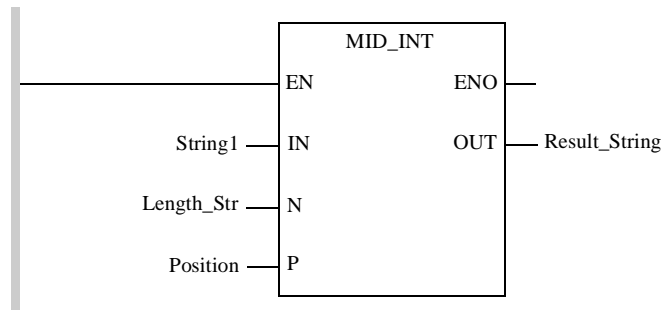 MID_INT
EN ENO
String1 IN OUT Result_String
Length_Str N
Position P